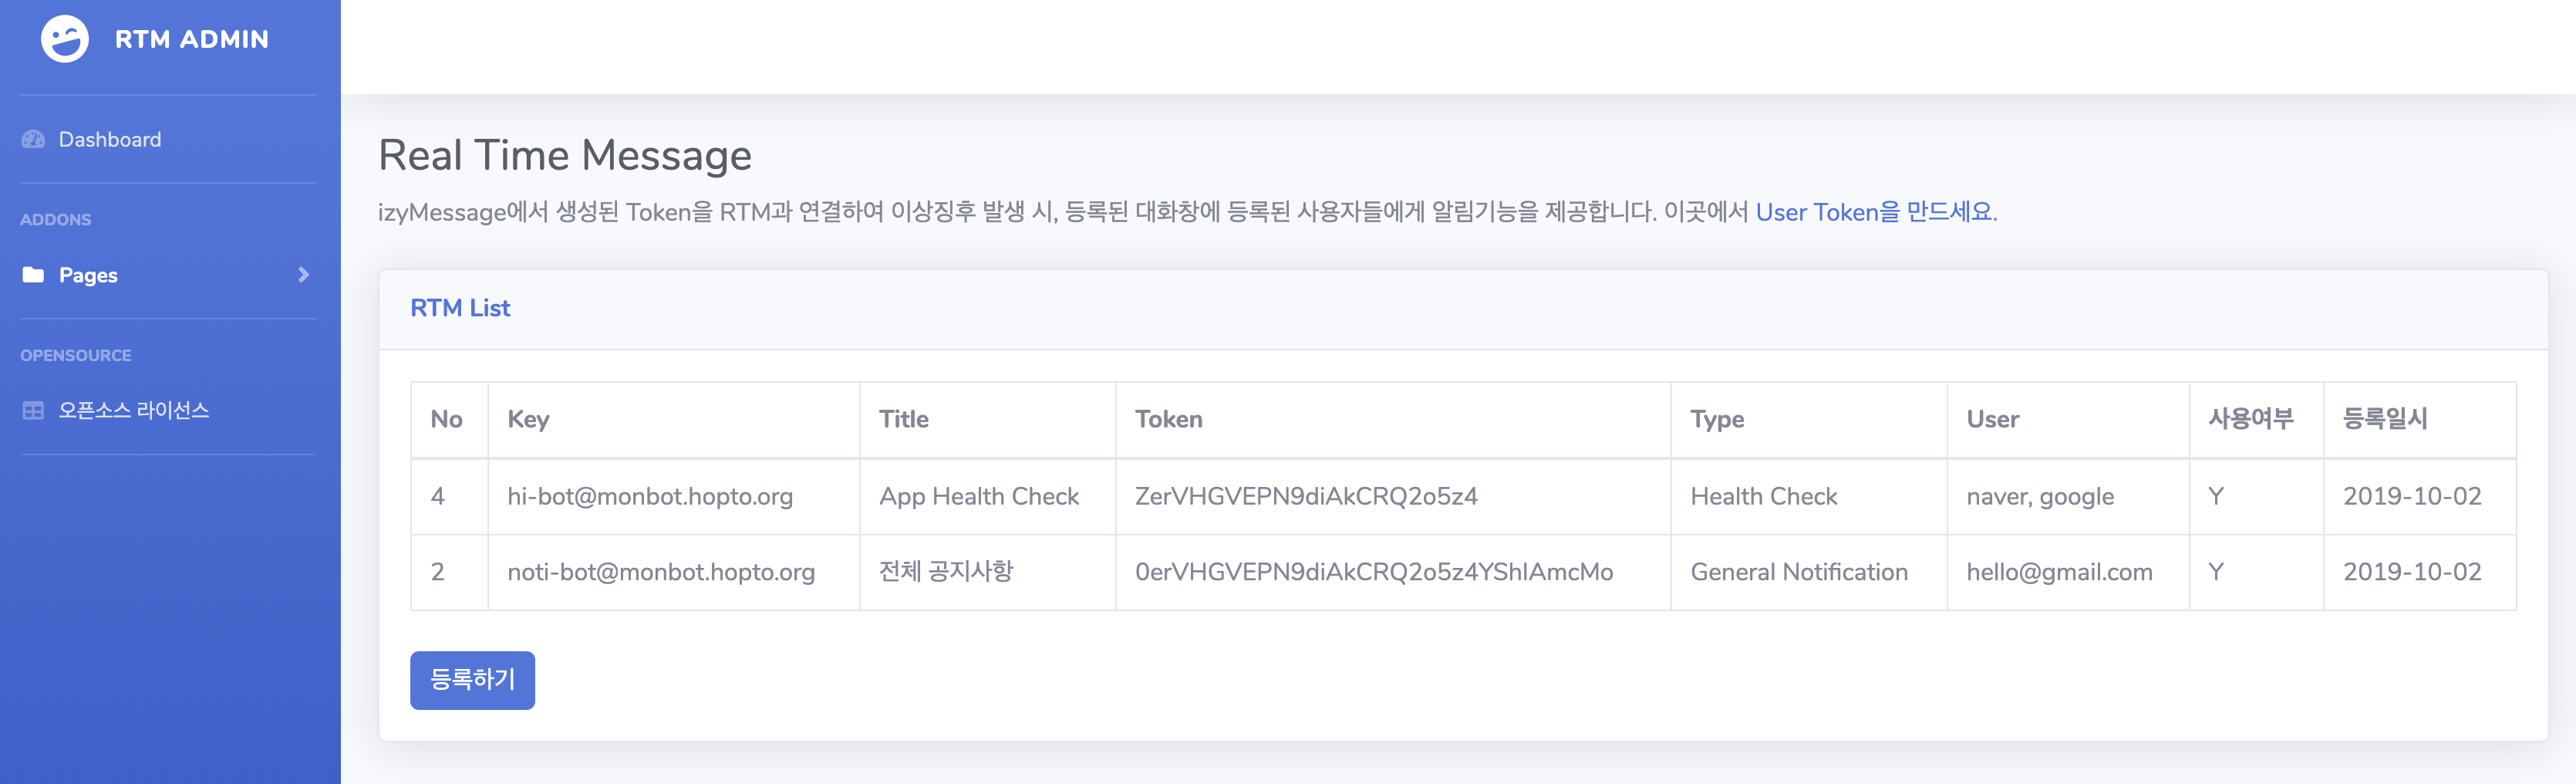 RTM ADMIN
Dashboard
ADDONS
Pages
OPENSOURCE
오픈소스 라이선스
Real Time Message
izyMessage에서 생성된 Token을 RTM과 연결하여 이상징후 발생 시, 등록된 대화창에 등록된 사용자들에게 알림기능을 제공합니다. 이곳에서 User Token을 만드세요.
RTM List
No Key Title Token Type User 사용여부 등록일시
4 hi-bot@monbot.hopto.org App Health Check ZerVHGVEPN9diAkCRQ2o5z4 Health Check naver, google Y 2019-10-02
2 noti-bot@monbot.hopto.org 전체 공지사항 0erVHGVEPN9diAkCRQ2o5z4YShIAmcMo General Notification hello@gmail.com Y 2019-10-02
등록하기